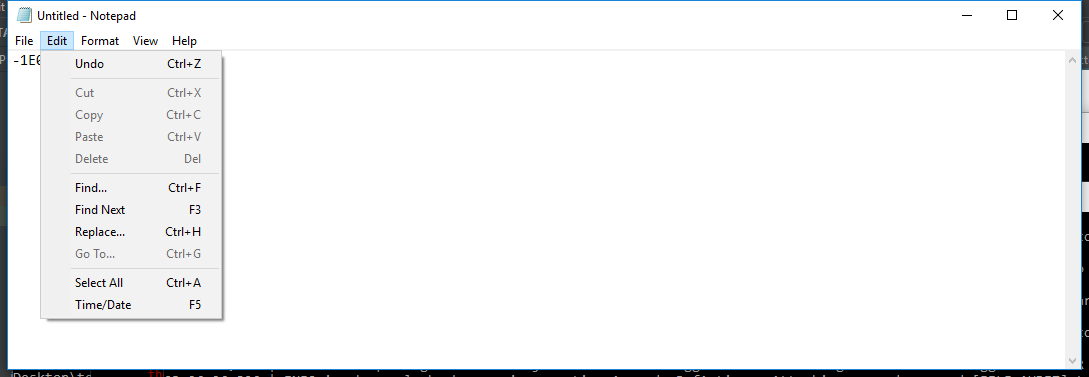 Untitled - Notepad
File Edit Format View Help
-1E6
Undo Ctrl+Z
Cut Ctrl+X
Copy Ctrl+C
Paste Ctrl+V
Delete Del
Find... Ctrl+F
Find Next F3
Replace... Ctrl+H
Go To... Ctrl+G
Select All Ctrl+A
Time/Date F5